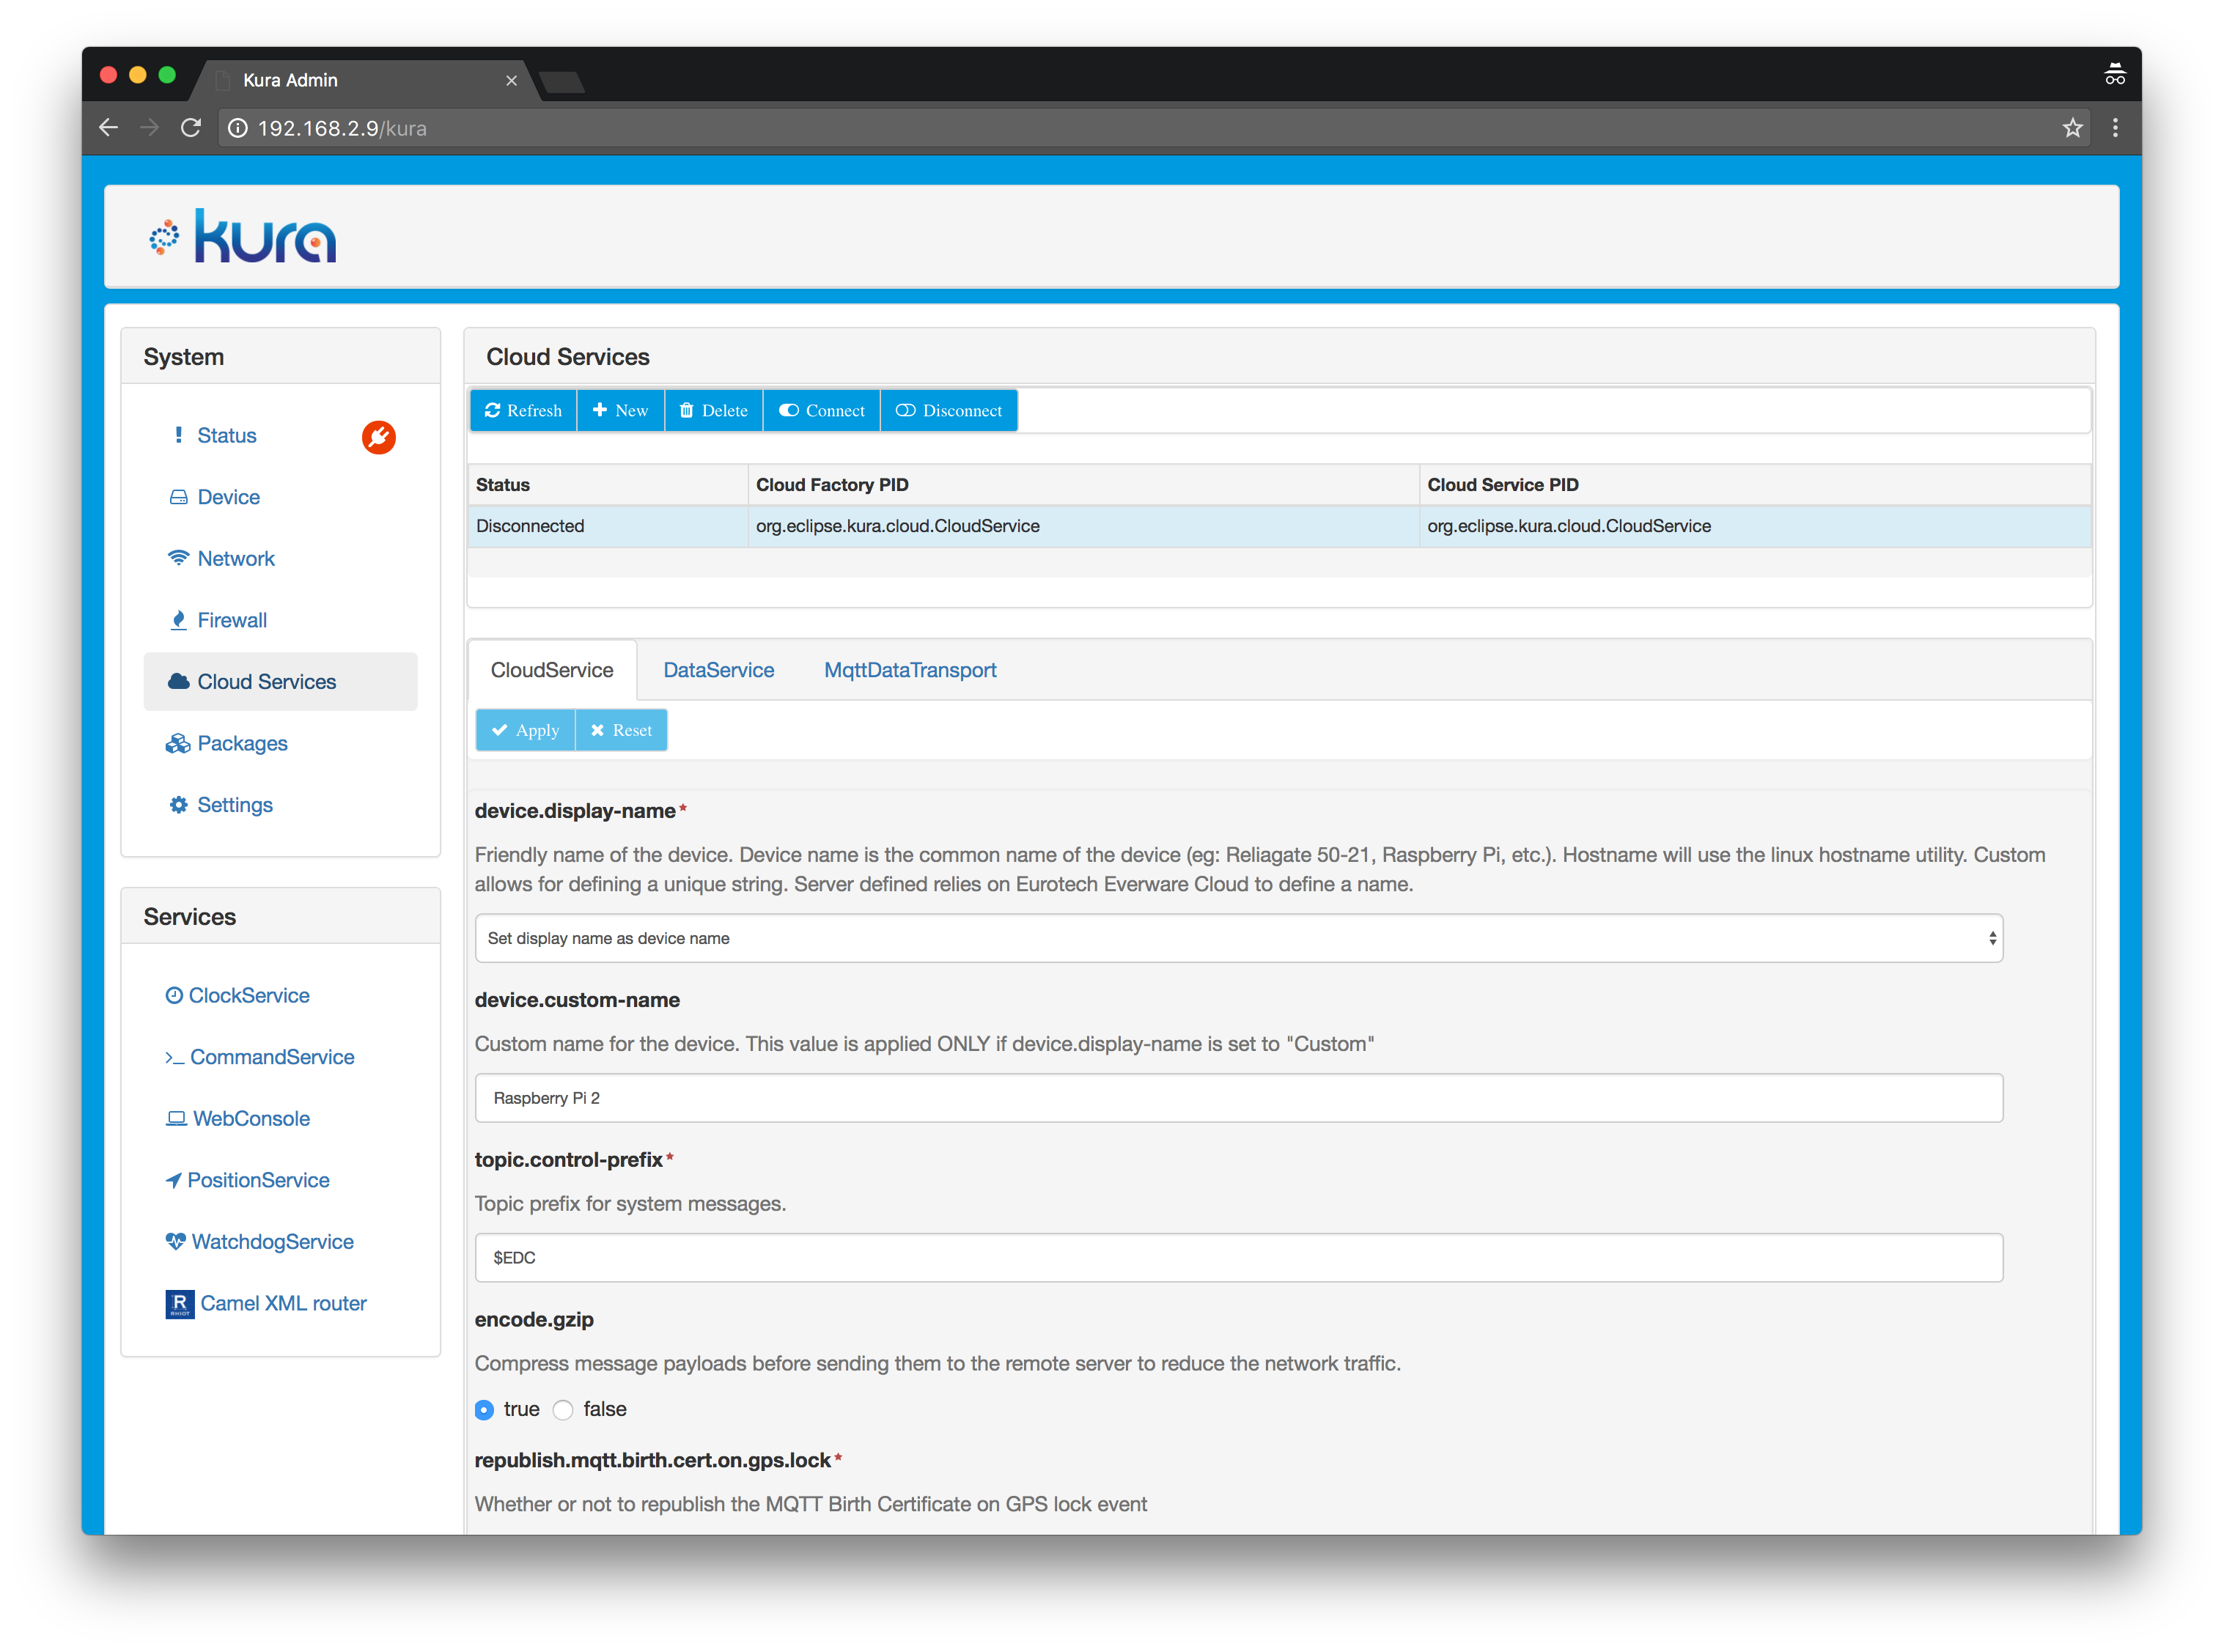 Kura Admin
192.168.2.9/kura
kura
System
Status
Device
Network
Firewall
Cloud Services
Packages
Settings
Services
ClockService
CommandService
WebConsole
PositionService
WatchdogService
R
RHIOT
Camel XML router
Cloud Services
Refresh New Delete Connect Disconnect
Status Cloud Factory PID Cloud Service PID
Disconnected org.eclipse.kura.cloud.CloudService org.eclipse.kura.cloud.CloudService
CloudService DataService MqttDataTransport
Apply Reset
device.display-name*
Friendly name of the device. Device name is the common name of the device (eg: Reliagate 50-21, Raspberry Pi, etc.). Hostname will use the linux hostname utility. Custom
allows for defining a unique string. Server defined relies on Eurotech Everware Cloud to define a name.
Set display name as device name
device.custom-name
Custom name for the device. This value is applied ONLY if device.display-name is set to "Custom"
Raspberry Pi 2
topic.control-prefix*
Topic prefix for system messages.
$EDC
encode.gzip
Compress message payloads before sending them to the remote server to reduce the network traffic.
true false
republish.mqtt.birth.cert.on.gps.lock*
Whether or not to republish the MQTT Birth Certificate on GPS lock event